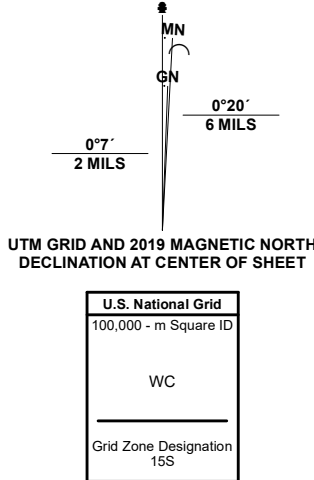 MN
GN
0°20´
6 MILS
0°7´
2 MILS
UTM GRID AND 2019 MAGNETIC NORTH
DECLINATION AT CENTER OF SHEET
U.S. National Grid
100,000 - m Square ID
WC
Grid Zone Designation
15S